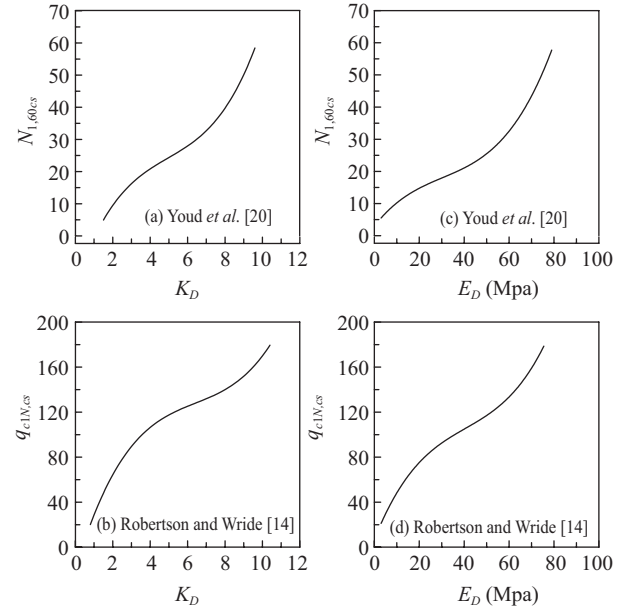 70
60
50
40
30
20
10
0
N1,60cs
(a) Youd et al. [20]
0 2 4 6 8 10 12
KD
70
60
50
40
30
20
10
0
N1,60cs
(c) Youd et al. [20]
0 20 40 60 80 100
ED (Mpa)
200
160
120
80
40
0
qc1N,cs
(b) Robertson and Wride [14]
0 2 4 6 8 10 12
KD
200
160
120
80
40
0
qc1N,cs
(d) Robertson and Wride [14]
0 20 40 60 80 100
ED (Mpa)